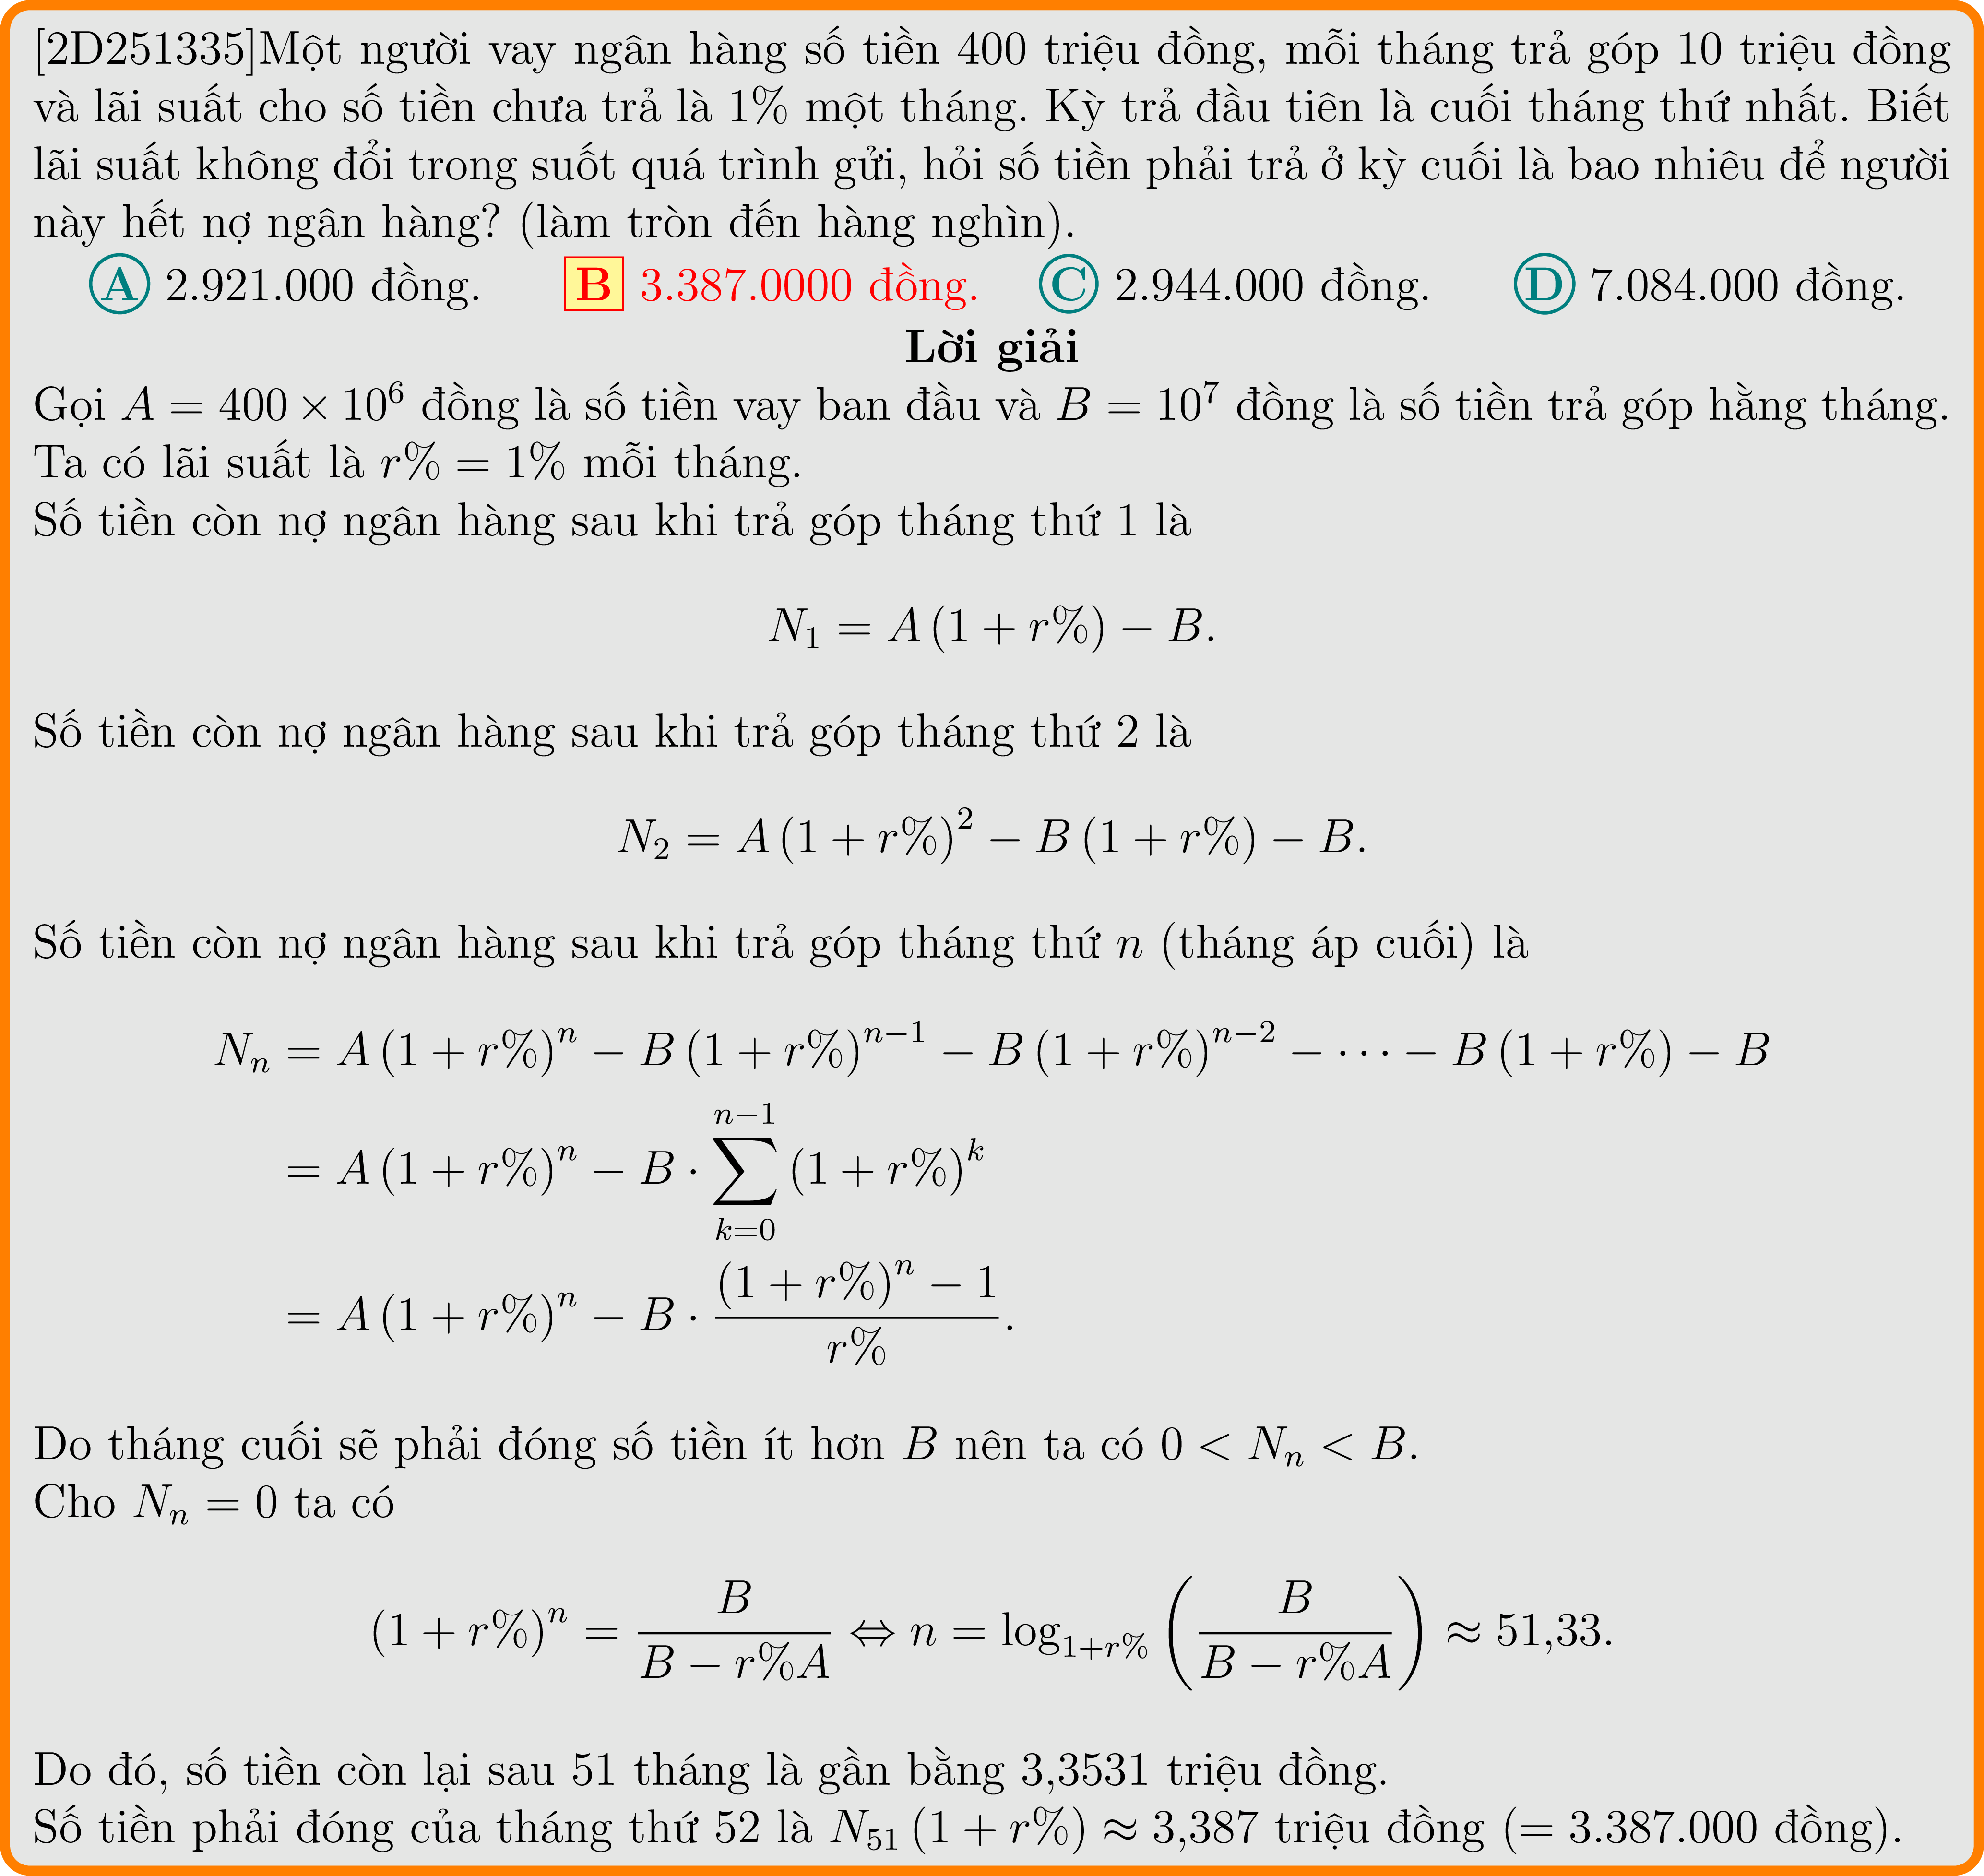 [2D251335]Một người vay ngân hàng số tiền 400 triệu đồng, mỗi tháng trả góp 10 triệu đồng
và lãi suất cho số tiền chưa trả là 1% một tháng. Kỳ trả đầu tiên là cuối tháng thứ nhất. Biết
lãi suất không đổi trong suốt quá trình gửi, hỏi số tiền phải trả ở kỳ cuối là bao nhiêu để người
này hết nợ ngân hàng? (làm tròn đến hàng nghìn).
A 2.921.000 đồng. B 3.387.0000 đồng. C 2.944.000 đồng. D 7.084.000 đồng.
Lời giải
Gọi $A = 400 \times 10^6$ đồng là số tiền vay ban đầu và $B = 10^7$ đồng là số tiền trả góp hằng tháng.
Ta có lãi suất là $r\% = 1\%$ mỗi tháng.
Số tiền còn nợ ngân hàng sau khi trả góp tháng thứ 1 là
$N_1 = A\,(1 + r\%) - B.$
Số tiền còn nợ ngân hàng sau khi trả góp tháng thứ 2 là
$N_2 = A\,(1 + r\%)^2 - B\,(1 + r\%) - B.$
Số tiền còn nợ ngân hàng sau khi trả góp tháng thứ $n$ (tháng áp cuối) là
$N_n = A\,(1 + r\%)^n - B\,(1 + r\%)^{n-1} - B\,(1 + r\%)^{n-2} - \cdots - B\,(1 + r\%) - B$
$= A\,(1 + r\%)^n - B \cdot \sum_{k=0}^{n-1} (1 + r\%)^k$
$= A\,(1 + r\%)^n - B \cdot \frac{(1 + r\%)^n - 1}{r\%}.$
Do tháng cuối sẽ phải đóng số tiền ít hơn $B$ nên ta có $0 < N_n < B$.
Cho $N_n = 0$ ta có
$(1 + r\%)^n = \frac{B}{B - r\%A} \Leftrightarrow n = \log_{1+r\%} \left(\frac{B}{B - r\%A}\right) \approx 51{,}33.$
Do đó, số tiền còn lại sau 51 tháng là gần bằng 3,3531 triệu đồng.
Số tiền phải đóng của tháng thứ 52 là $N_{51}\,(1 + r\%) \approx 3{,}387$ triệu đồng (= 3.387.000 đồng).